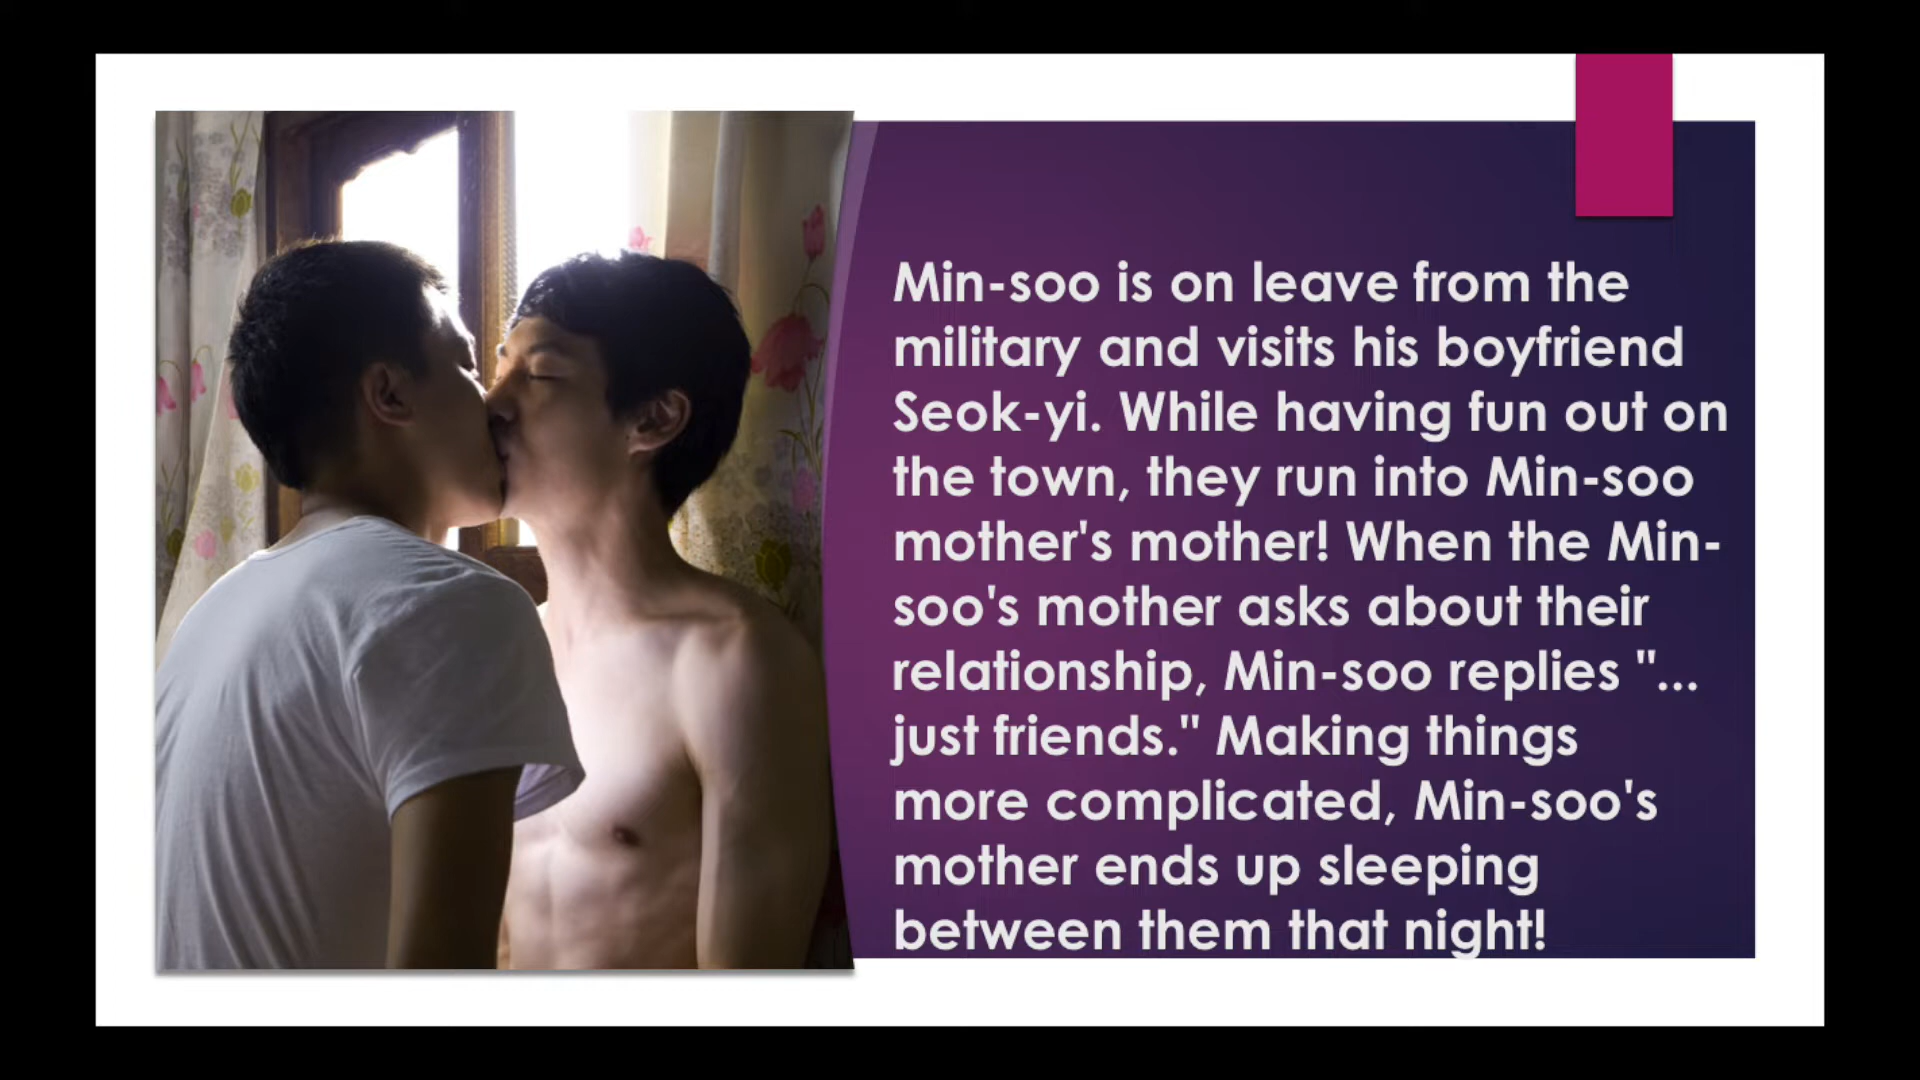 Min-soo is on leave from the
military and visits his boyfriend
Seok-yi. While having fun out on
the town, they run into Min-soo
mother's mother! When the Min-
soo's mother asks about their
relationship, Min-soo replies "...
just friends." Making things
more complicated, Min-soo's
mother ends up sleeping
between them that night!